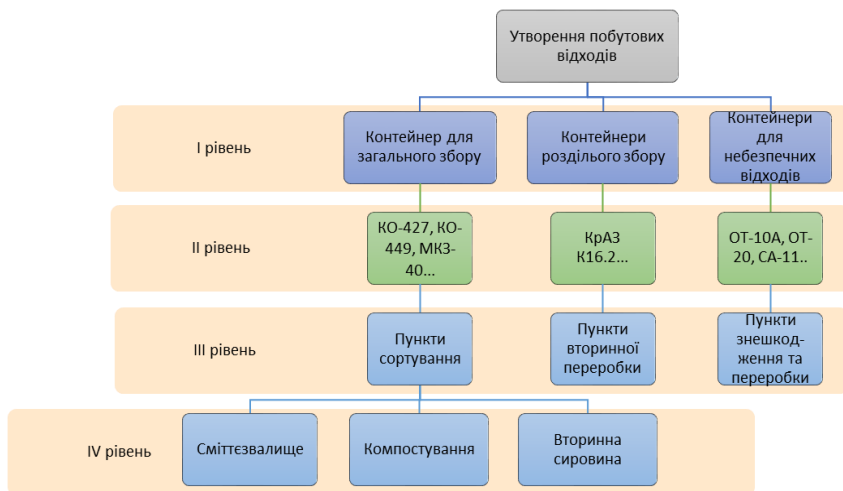 Утворення побутових
відходів
І рівень
Контейнер для
загального збору
Контейнери
розділього збору
Контейнери
для
небезпечних
відходів
ІІ рівень
КО-427, КО-
449, МКЗ-
40...
КрАЗ
К16.2...
ОТ-10А, ОТ-
20, СА-11..
ІІІ рівень
Пункти
сортування
Пункти
вторинної
переробки
Пункти
знешкод-
ження та
переробки
IV рівень
Сміттєзвалище
Компостування
Вторинна
сировина